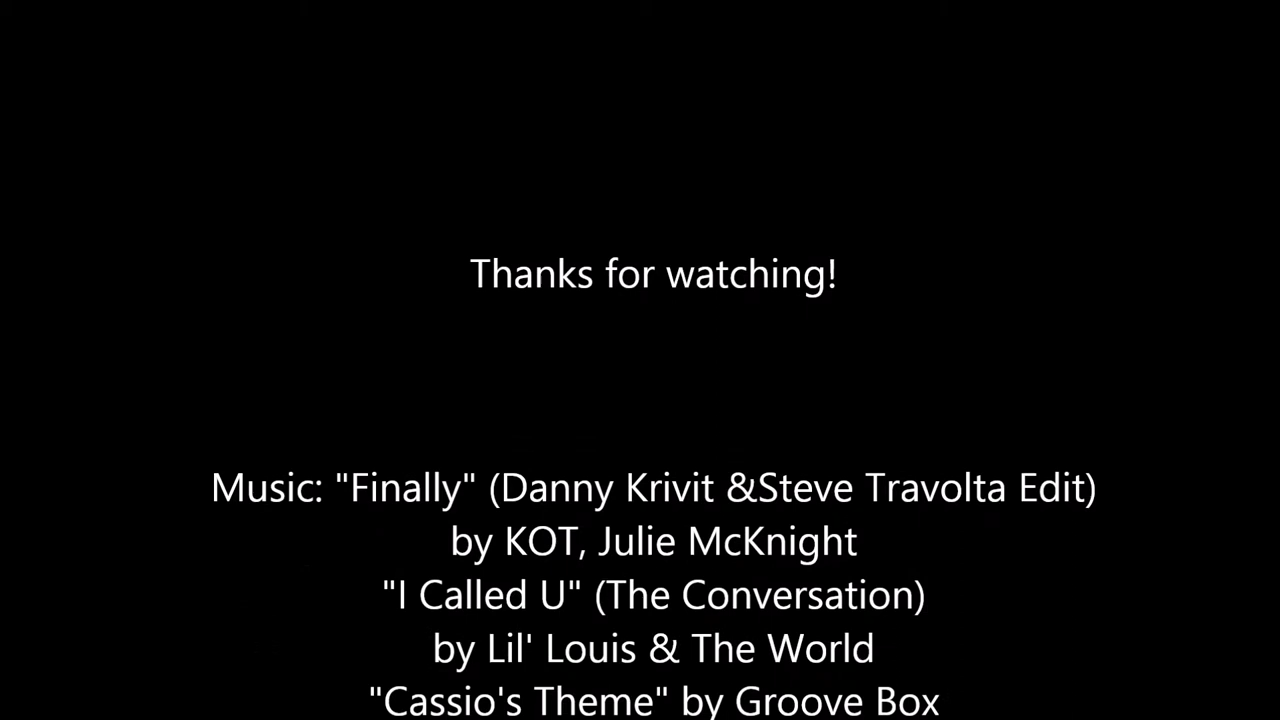 Thanks for watching!
Music: "Finally" (Danny Krivit &Steve Travolta Edit)
by KOT, Julie McKnight
"I Called U" (The Conversation)
by Lil' Louis & The World
"Cassio's Theme" by Groove Box